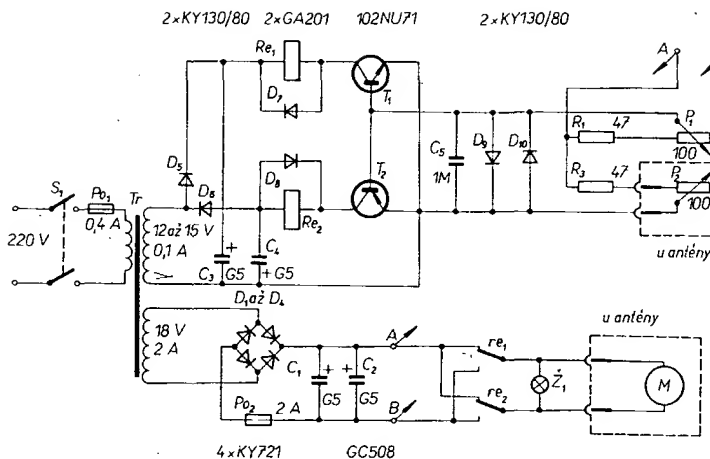 2×KY130/80 2×GA201 102NU71 2×KY130/80
Re1
A
D7
T1
R1 47
P1
100
D5
D8
C5
1M
D9
D10
T2
R3 47
P2
100
S1
Po1
0,4 A
Tr
D6
Re2
220 V
12 až 15 V
0,1 A
C3
+
G5
C4
+ G5
u antény
D1 až D4
u antény
18 V
2 A
A
re1
C1
+
G5
C2
+
G5
Ž1
M
re2
Po2 2 A
B
4×KY721 GC508